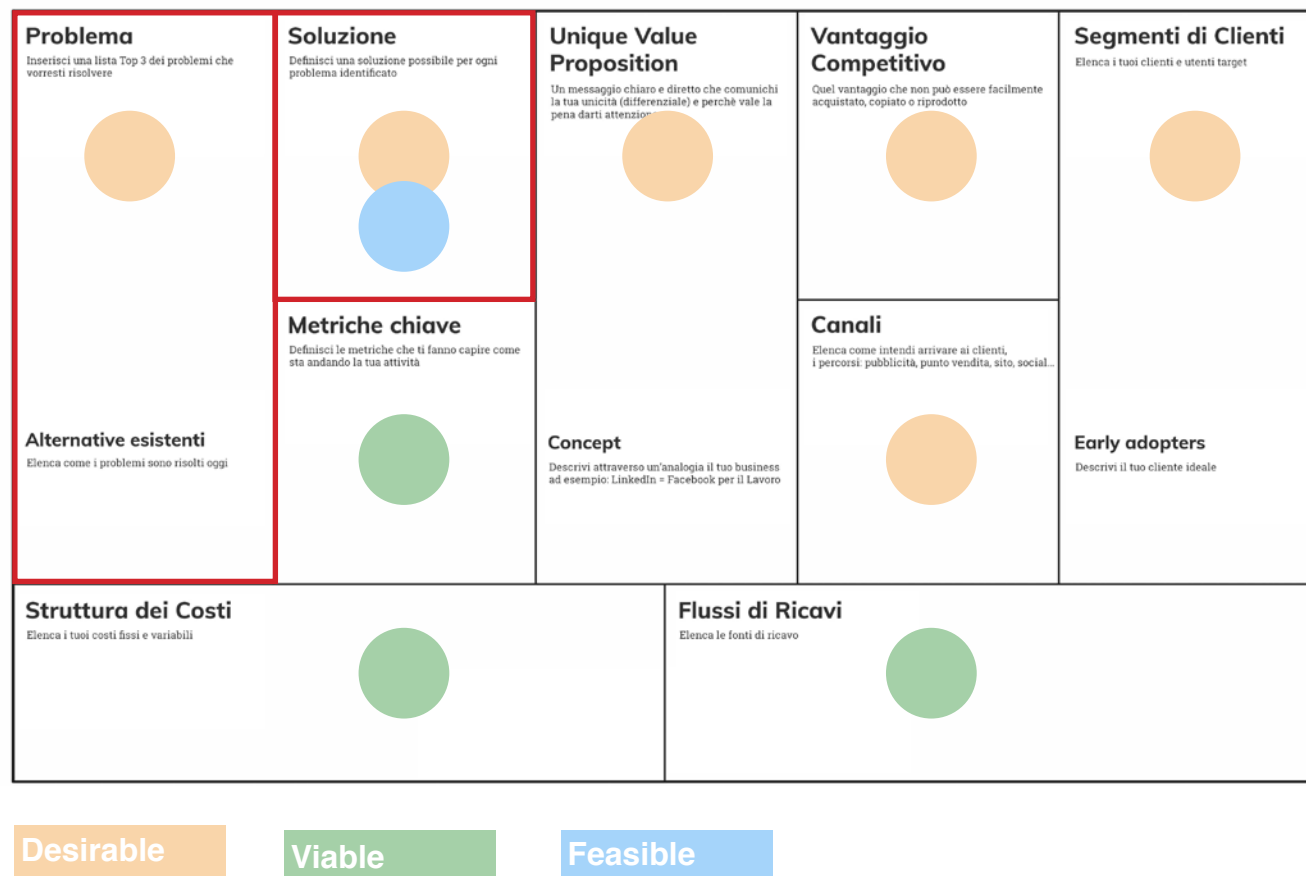 Problema
Inserisci una lista Top 3 dei problemi che
vorresti risolvere
Alternative esistenti
Elenca come i problemi sono risolti oggi
Soluzione
Definisci una soluzione possibile per ogni
problema identificato
Metriche chiave
Definisci le metriche che ti fanno capire come
sta andando la tua attività
Unique Value
Proposition
Un messaggio chiaro e diretto che comunichi
la tua unicità (differenziale) e perchè vale la
pena darti attenzion
Concept
Descrivi attraverso un'analogia il tuo business
ad esempio: LinkedIn = Facebook per il Lavoro
Vantaggio
Competitivo
Quel vantaggio che non può essere facilmente
acquistato, copiato o riprodotto
Canali
Elenca come intendi arrivare ai clienti,
i percorsi: pubblicità, punto vendita, sito, social...
Segmenti di Clienti
Elenca i tuoi clienti e utenti target
Early adopters
Descrivi il tuo cliente ideale
Struttura dei Costi
Elenca i tuoi costi fissi e variabili
Flussi di Ricavi
Elenca le fonti di ricavo
Desirable
Viable
Feasible